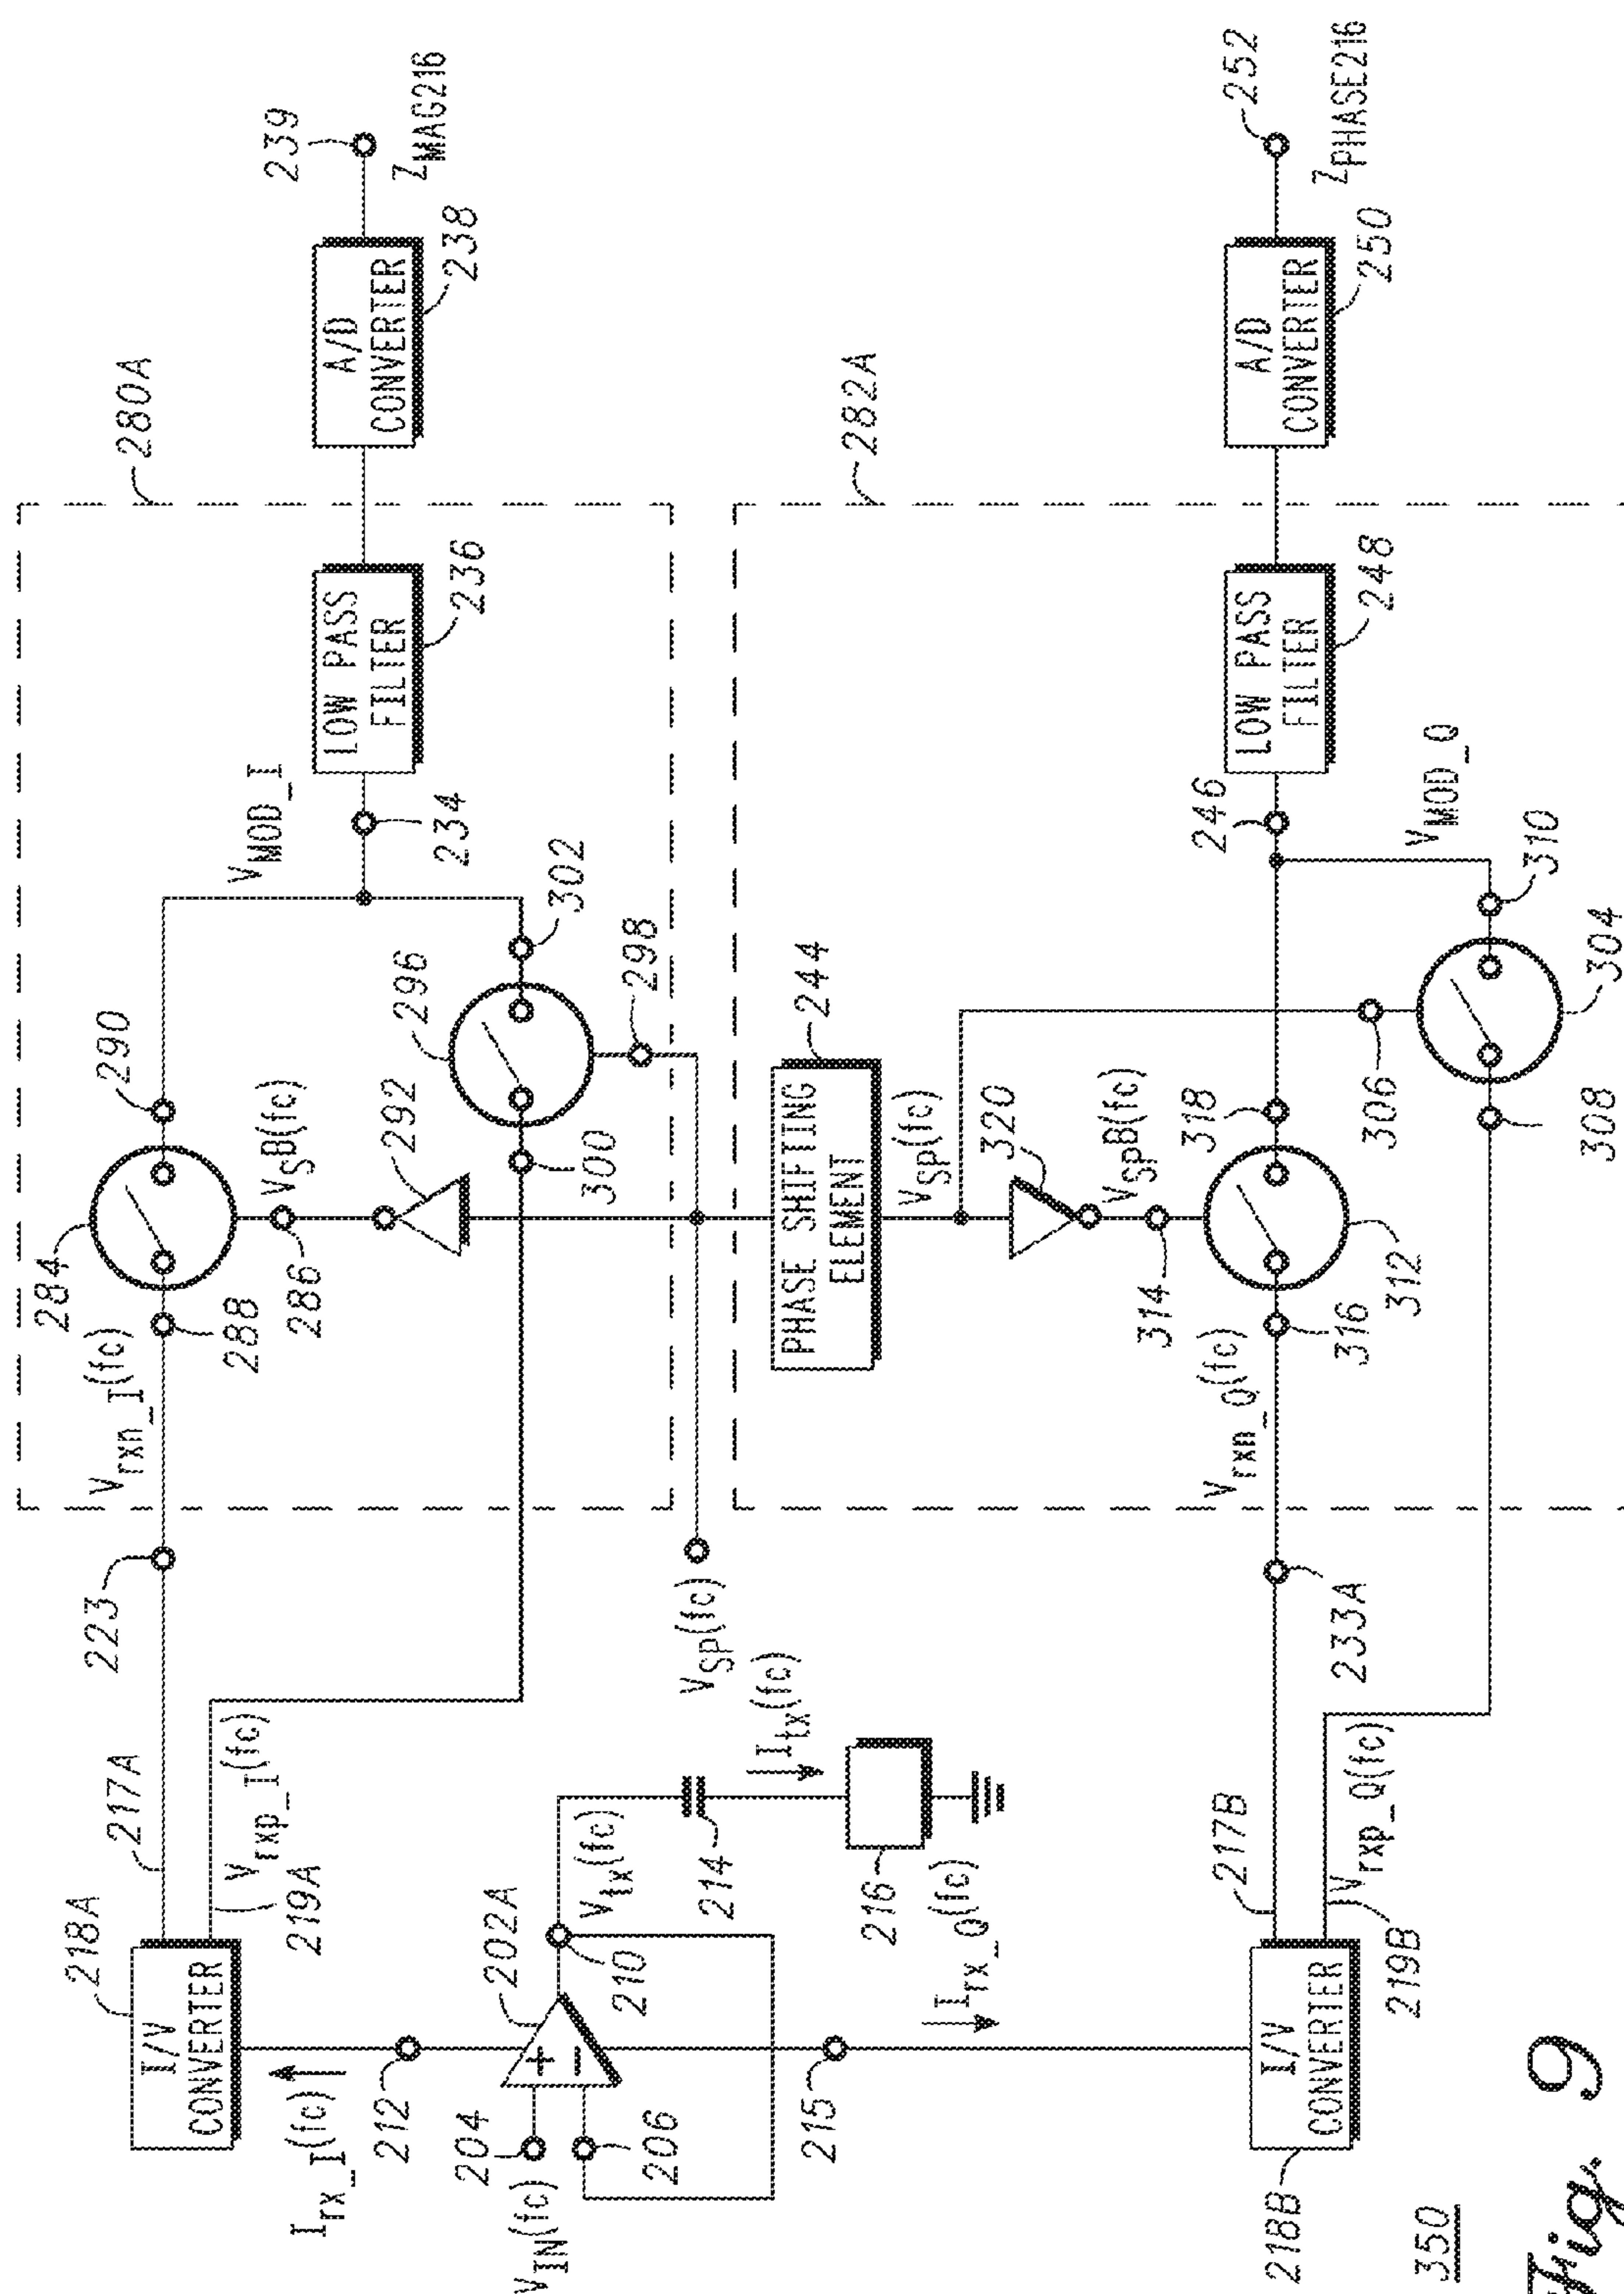 280A
239
Z_MAG216
A/D
CONVERTER
238
LOW PASS
FILTER
236
V_MOD_I
234
302
296
298
290
284
V_SB(fc)
286
292
300
288
V_rxn_I(fc)
223
217A
V_rxp_I(fc)
219A
218A
I/V
CONVERTER
I_rx_I(fc)
212
202A
+
−
204
206
V_IN(fc)
210
V_tx(fc)
214
I_tx(fc)
216
V_SP(fc)
215
I_rx_Q(fc)
282A
252
Z_PHASE216
A/D
CONVERTER
250
LOW PASS
FILTER
248
246
V_MOD_Q
310
304
306
308
244
PHASE SHIFTING
ELEMENT
V_SP(fc)
320
V_SPB(fc)
318
314
312
316
V_rxn_Q(fc)
233A
217B
V_rxp_Q(fc)
219B
I/V
CONVERTER
218B
350
Fig. 9